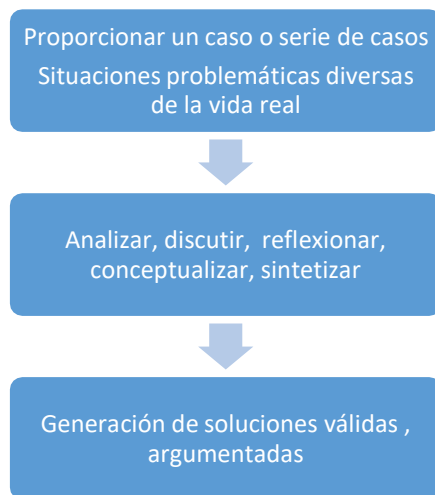 Proporcionar un caso o serie de casos
Situaciones problemáticas diversas
de la vida real
Analizar, discutir, reflexionar,
conceptualizar, sintetizar
Generación de soluciones válidas ,
argumentadas